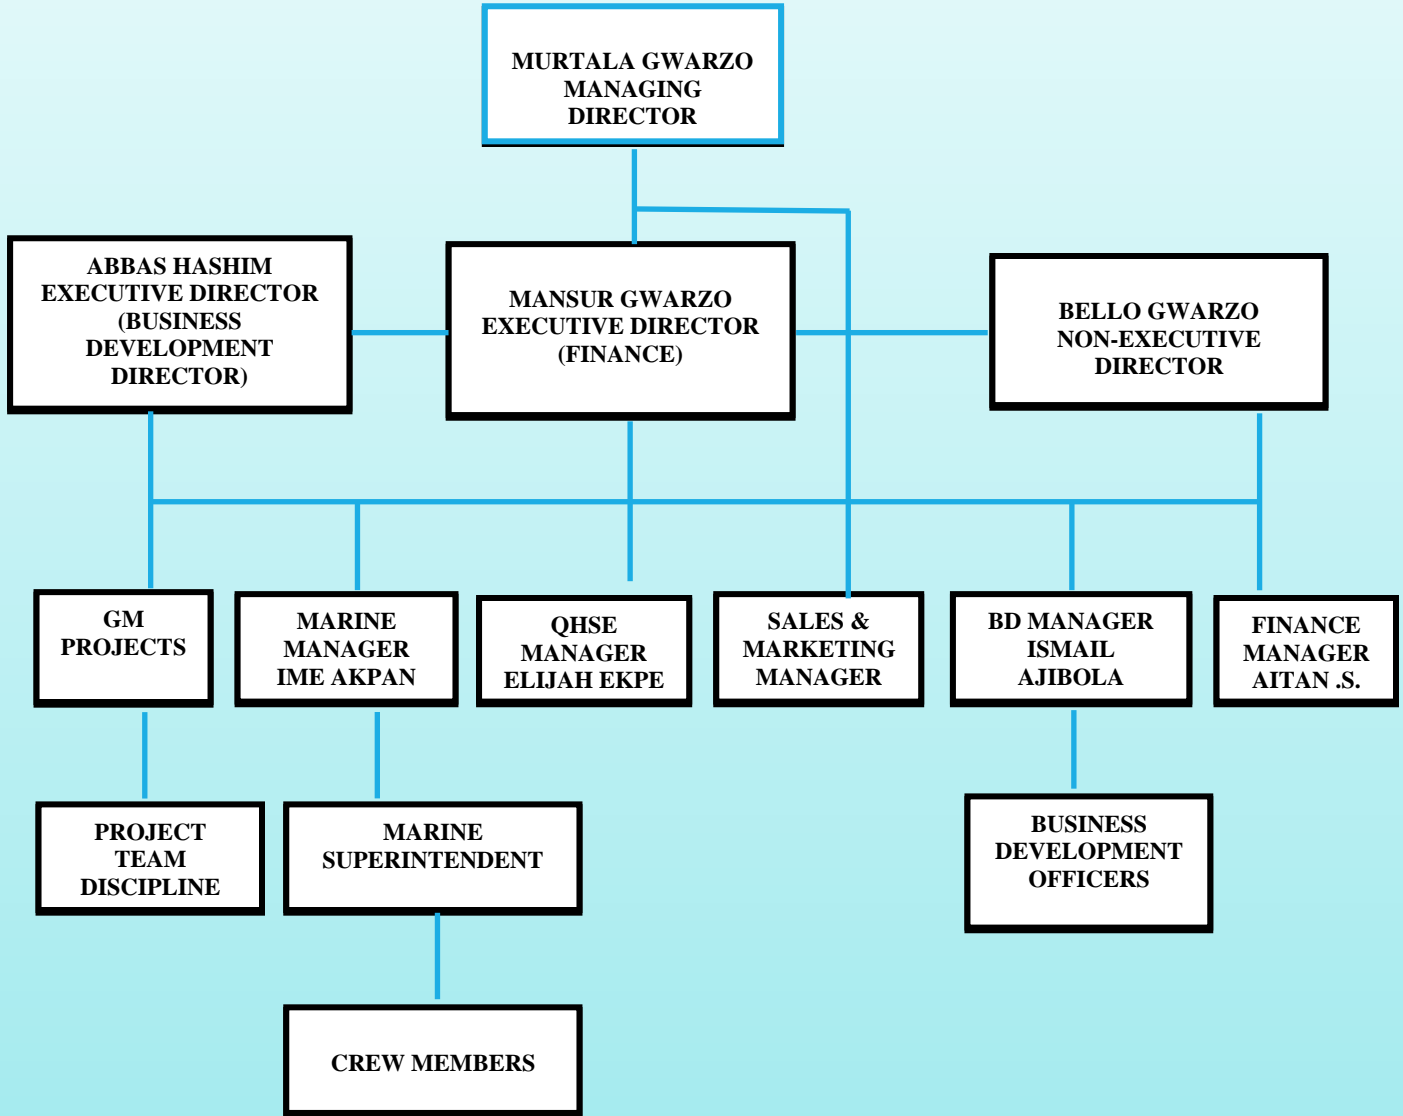 MURTALA GWARZO
MANAGING
DIRECTOR
ABBAS HASHIM
EXECUTIVE DIRECTOR
(BUSINESS
DEVELOPMENT
DIRECTOR)
MANSUR GWARZO
EXECUTIVE DIRECTOR
(FINANCE)
BELLO GWARZO
NON-EXECUTIVE
DIRECTOR
GM
PROJECTS
MARINE
MANAGER
IME AKPAN
QHSE
MANAGER
ELIJAH EKPE
SALES &
MARKETING
MANAGER
BD MANAGER
ISMAIL
AJIBOLA
FINANCE
MANAGER
AITAN .S.
PROJECT
TEAM
DISCIPLINE
MARINE
SUPERINTENDENT
BUSINESS
DEVELOPMENT
OFFICERS
CREW MEMBERS